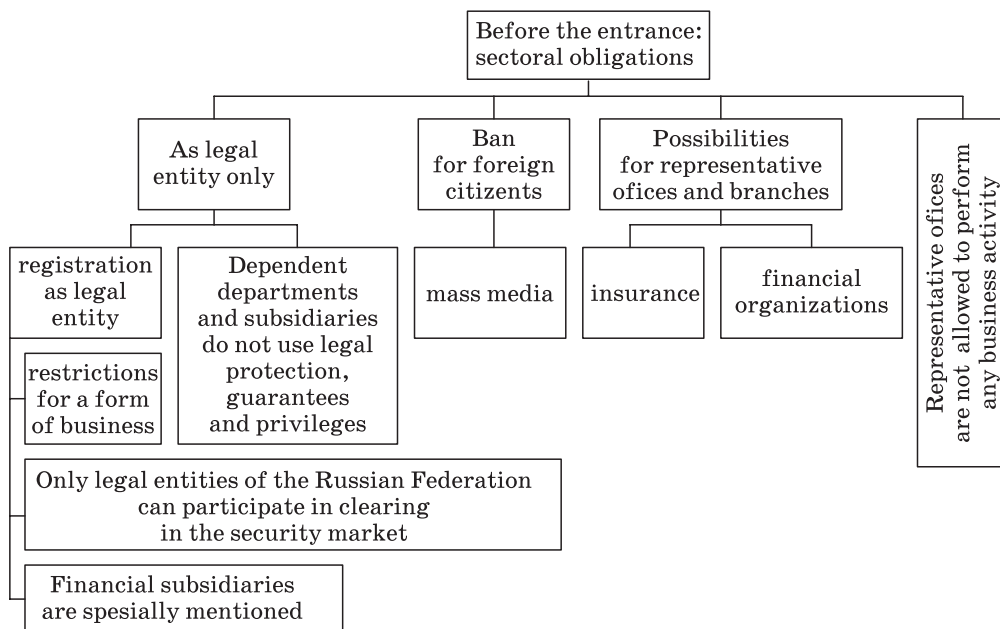 Before the entrance:
sectoral obligations
As legal
entity only
Ban
for foreign
citizents
Possibilities
for representative
ofices and branches
Representative ofices
are not allowed to perform
any business activity
registration
as legal
entity
Dependent
departments
and subsidiaries
do not use legal
protection,
guarantees
and privileges
mass media
insurance
financial
organizations
restrictions
for a form
of business
Only legal entities of the Russian Federation
can participate in clearing
in the security market
Financial subsidiaries
are spesially mentioned